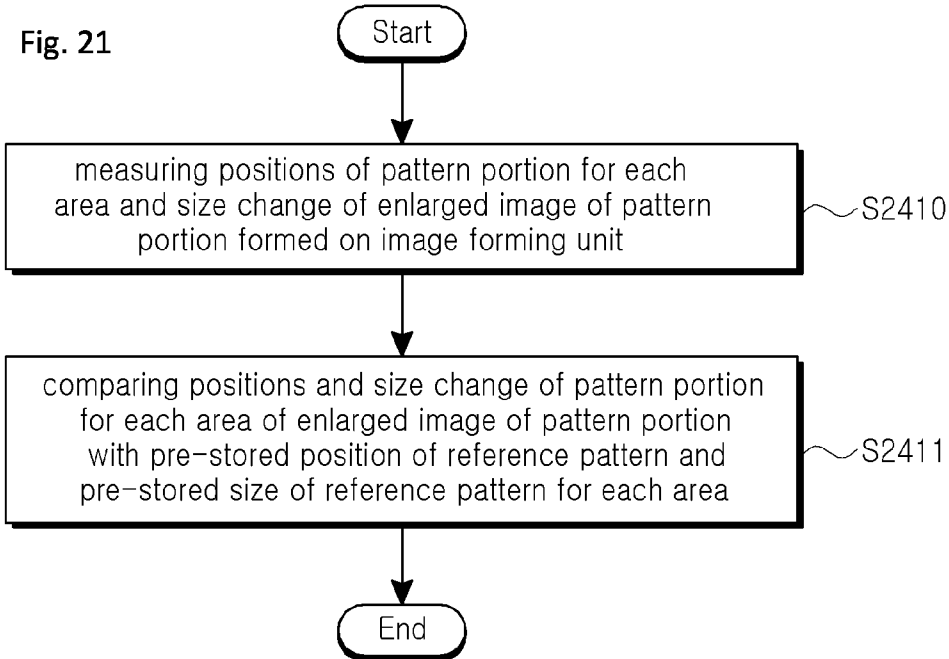 Fig. 21
Start
measuring positions of pattern portion for each
area and size change of enlarged image of pattern
portion formed on image forming unit
S2410
comparing positions and size change of pattern portion
for each area of enlarged image of pattern portion
with pre-stored position of reference pattern and
pre-stored size of reference pattern for each area
S2411
End